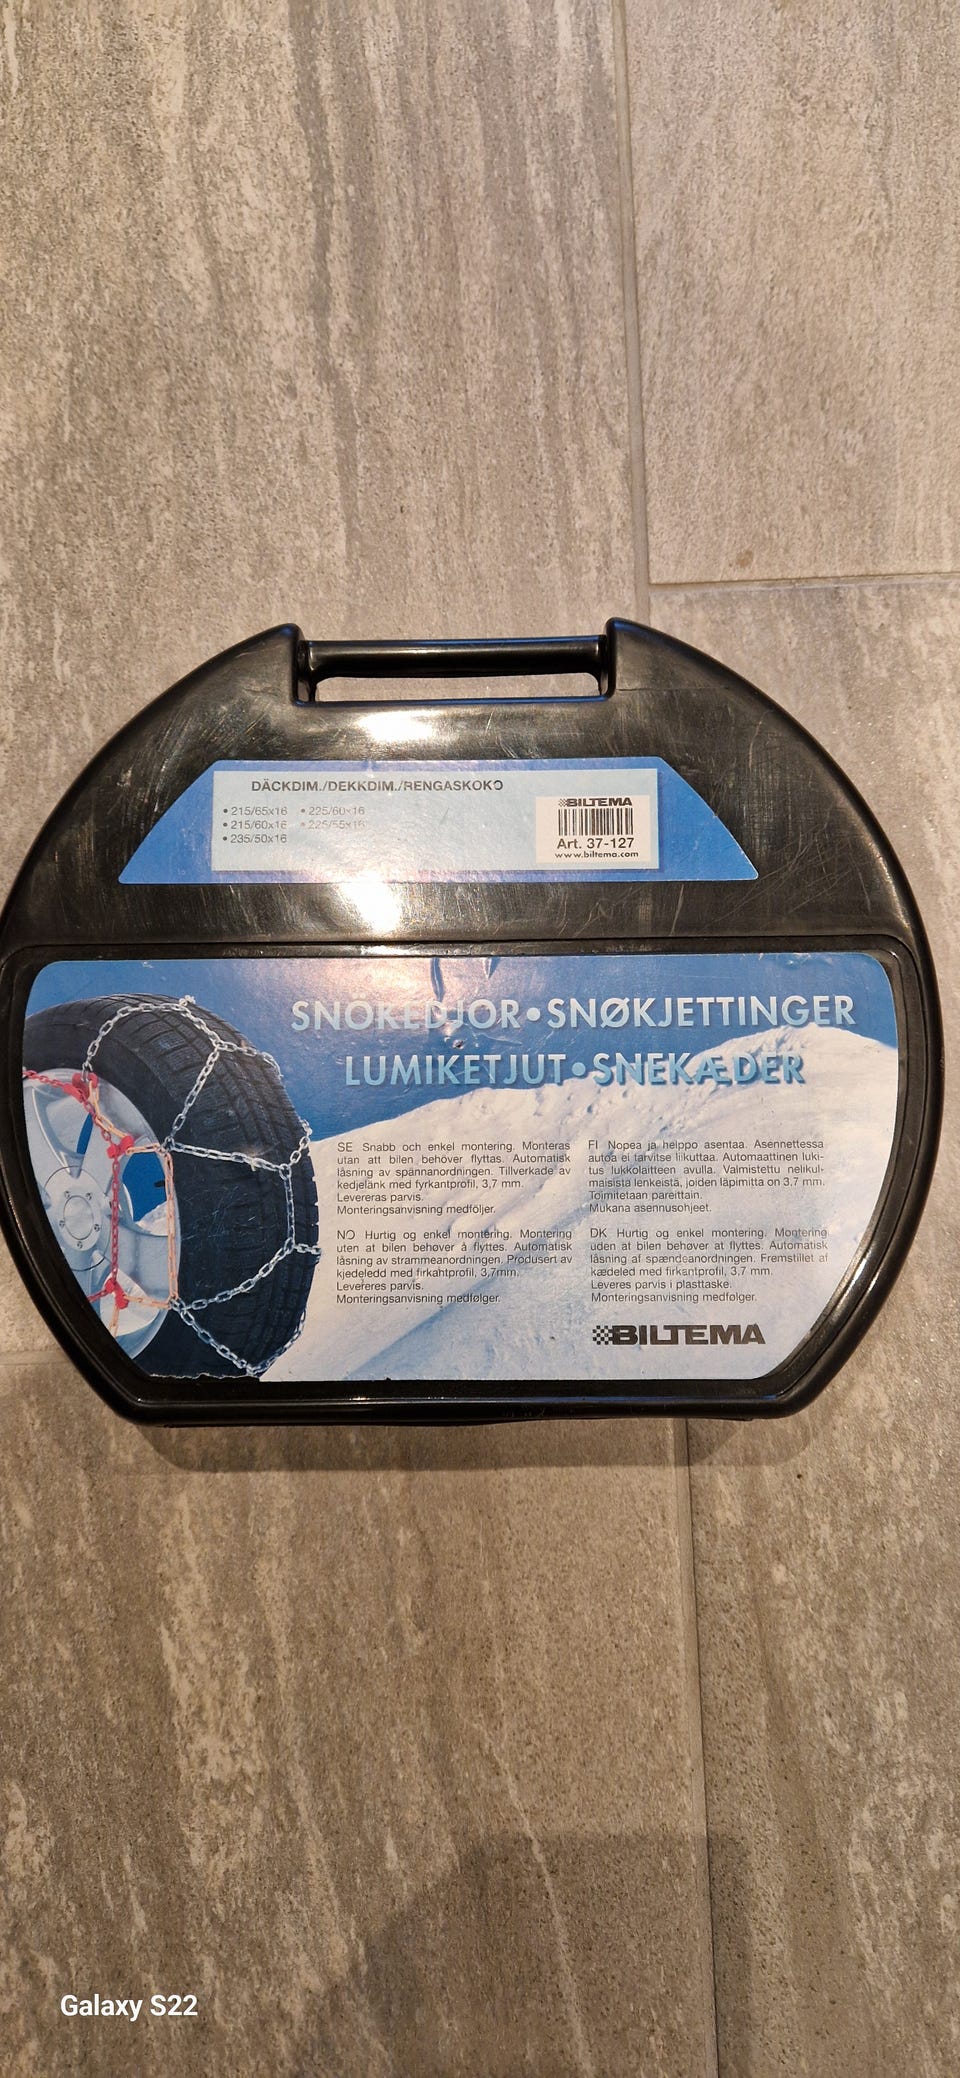 DÄCKDIM./DEKKDIM./RENGASKOKO
• 215/65x16 • 225/60x16
• 215/60x16 • 225/55x16
• 235/50x16
BILTEMA
Art. 37-127
www.biltema.com
SNÖKEDJOR • SNØKJETTINGER
LUMIKETJUT • SNEKÆDER
SE Snabb och enkel montering. Monteras
utan att bilen behöver flyttas. Automatisk
låsning av spännanordningen. Tillverkade av
kedjelänk med fyrkantprofil, 3,7 mm.
Levereras parvis.
Monteringsanvisning medföljer.
NO Hurtig og enkel montering. Montering
uten at bilen behøver å flyttes. Automatisk
låsning av strammeanordningen. Produsert av
kjedeledd med firkantprofil, 3,7mm.
Levereres parvis.
Monteringsanvisning medfølger.
FI Nopea ja helppo asentaa. Asennettessa
autoa ei tarvitse liikuttaa. Automaattinen luki-
tus lukkolaitteen avulla. Valmistettu nelikul-
maisista lenkeistä, joiden läpimitta on 3.7 mm.
Toimitetaan pareittain.
Mukana asennusohjeet.
DK Hurtig og enkel montering. Montering
uden at bilen behøver at flyttes. Automatisk
låsning af spændeanordningen. Fremstillet af
kædeled med firkantprofil, 3,7 mm.
Leveres parvis i plasttaske.
Monteringsanvisning medfølger.
BILTEMA
Galaxy S22